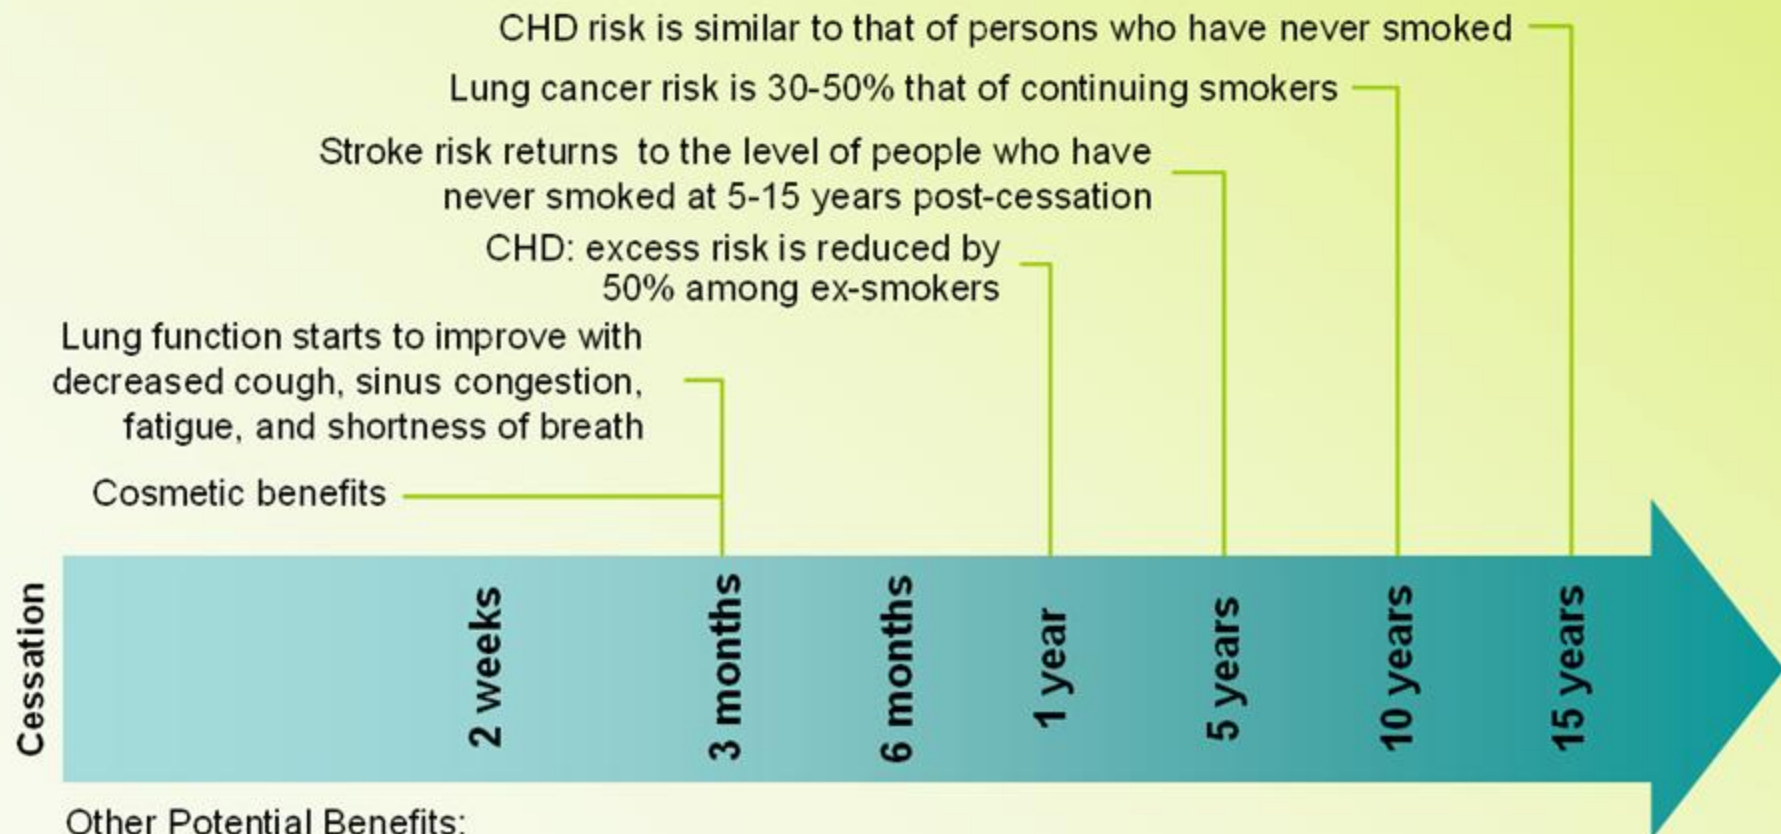 CHD risk is similar to that of persons who have never smoked
Lung cancer risk is 30-50% that of continuing smokers
Stroke risk returns to the level of people who have
never smoked at 5-15 years post-cessation
CHD: excess risk is reduced by
50% among ex-smokers
Lung function starts to improve with
decreased cough, sinus congestion,
fatigue, and shortness of breath
Cosmetic benefits
Cessation
2 weeks
3 months
6 months
1 year
5 years
10 years
15 years
Other Potential Benefits: